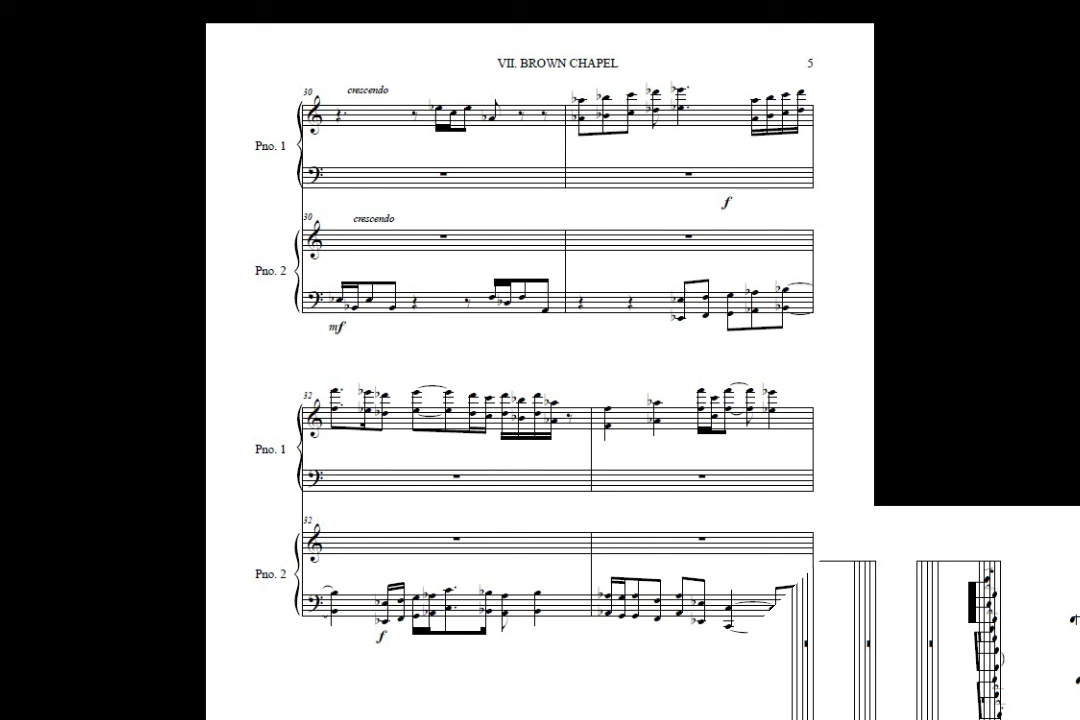 VII. BROWN CHAPEL 5
30 crescendo
Pno. 1
f
30 crescendo
Pno. 2
mf
32
Pno. 1
32
Pno. 2
f